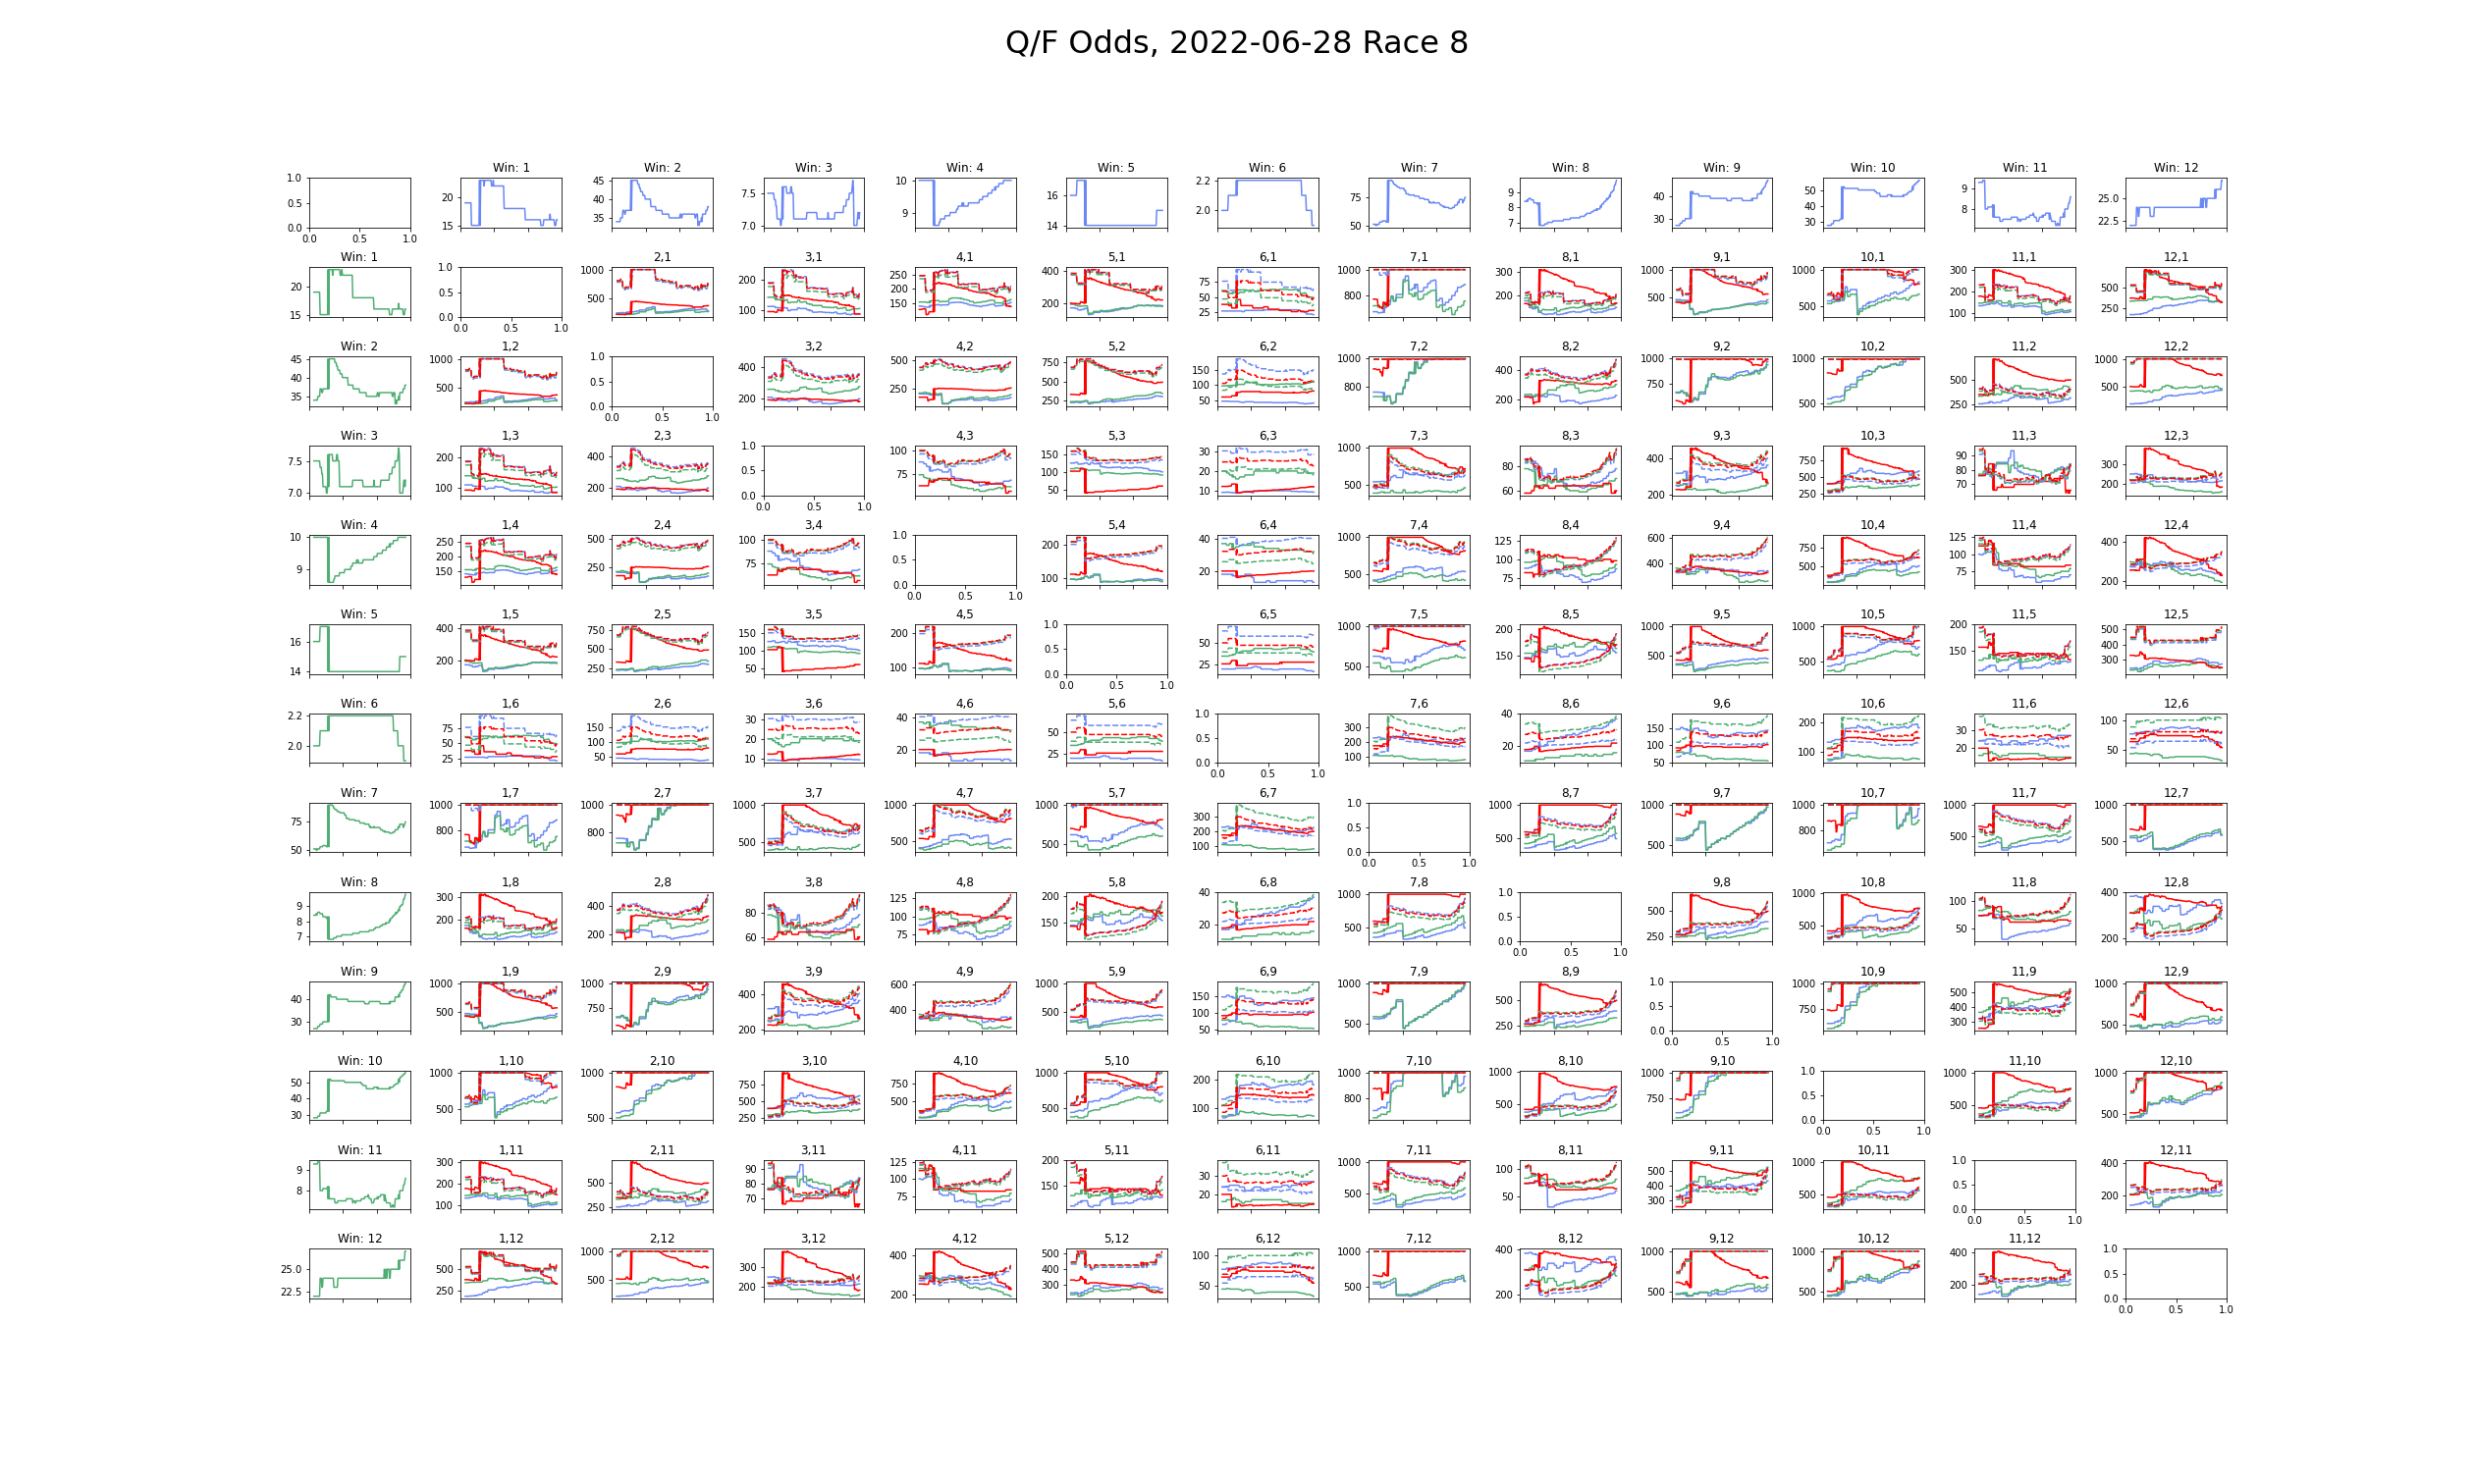 Q/F Odds, 2022-06-28 Race 8
Win: 1 Win: 2 Win: 3 Win: 4 Win: 5 Win: 6 Win: 7 Win: 8 Win: 9 Win: 10 Win: 11 Win: 12
1.0 0.5 0.0 20 15 45 40 35 7.5 7.0 10 9 16 14 2.2 2.0 75 50 9 8 7 40 30 50 40 30 9 8 25.0 22.5
0.0 0.5 1.0
Win: 1 2,1 3,1 4,1 5,1 6,1 7,1 8,1 9,1 10,1 11,1 12,1
20 15 1.0 0.5 0.0 1000 500 200 100 250 200 150 400 200 75 50 25 1000 800 300 200 1000 500 1000 500 300 200 100 500 250
0.0 0.5 1.0
Win: 2 1,2 3,2 4,2 5,2 6,2 7,2 8,2 9,2 10,2 11,2 12,2
45 40 35 1000 500 1.0 0.5 0.0 400 200 500 250 750 500 250 150 100 50 1000 800 400 200 1000 750 1000 500 500 250 1000 500
0.0 0.5 1.0
Win: 3 1,3 2,3 4,3 5,3 6,3 7,3 8,3 9,3 10,3 11,3 12,3
7.5 7.0 200 100 400 200 1.0 0.5 0.0 100 75 150 100 50 30 20 10 1000 500 80 60 400 200 750 500 250 90 80 70 300 200
0.0 0.5 1.0
Win: 4 1,4 2,4 3,4 5,4 6,4 7,4 8,4 9,4 10,4 11,4 12,4
10 9 250 200 150 500 250 100 75 1.0 0.5 0.0 200 100 40 20 1000 500 125 100 75 600 400 750 500 125 100 75 400 200
0.0 0.5 1.0
Win: 5 1,5 2,5 3,5 4,5 6,5 7,5 8,5 9,5 10,5 11,5 12,5
16 14 400 200 750 500 250 150 100 50 200 100 1.0 0.5 0.0 50 25 1000 500 200 150 1000 500 1000 500 200 150 500 400 300
0.0 0.5 1.0
Win: 6 1,6 2,6 3,6 4,6 5,6 7,6 8,6 9,6 10,6 11,6 12,6
2.2 2.0 75 50 25 150 100 50 30 20 10 40 20 50 25 1.0 0.5 0.0 300 200 100 40 20 150 100 50 200 100 30 20 100 50
0.0 0.5 1.0
Win: 7 1,7 2,7 3,7 4,7 5,7 6,7 8,7 9,7 10,7 11,7 12,7
75 50 1000 800 1000 800 1000 500 1000 500 1000 500 300 200 100 1.0 0.5 0.0 1000 500 1000 500 1000 800 1000 500 1000 500
0.0 0.5 1.0
Win: 8 1,8 2,8 3,8 4,8 5,8 6,8 7,8 9,8 10,8 11,8 12,8
9 8 7 300 200 400 200 80 60 125 100 75 200 150 40 20 1000 500 1.0 0.5 0.0 500 250 1000 500 100 50 400 200
0.0 0.5 1.0
Win: 9 1,9 2,9 3,9 4,9 5,9 6,9 7,9 8,9 10,9 11,9 12,9
40 30 1000 500 1000 750 400 200 600 400 1000 500 150 100 50 1000 500 500 250 1.0 0.5 0.0 1000 750 500 400 300 1000 500
0.0 0.5 1.0
Win: 10 1,10 2,10 3,10 4,10 5,10 6,10 7,10 8,10 9,10 11,10 12,10
50 40 30 1000 500 1000 500 750 500 250 750 500 1000 500 200 100 1000 800 1000 500 1000 750 1.0 0.5 0.0 1000 500 1000 500
0.0 0.5 1.0
Win: 11 1,11 2,11 3,11 4,11 5,11 6,11 7,11 8,11 9,11 10,11 12,11
9 8 300 200 100 500 250 90 80 70 125 100 75 200 150 30 20 1000 500 100 50 500 400 300 1000 500 1.0 0.5 0.0 400 200
0.0 0.5 1.0
Win: 12 1,12 2,12 3,12 4,12 5,12 6,12 7,12 8,12 9,12 10,12 11,12
25.0 22.5 500 250 1000 500 300 200 400 200 500 400 300 100 50 1000 500 400 200 1000 500 1000 500 400 200 1.0 0.5 0.0
0.0 0.5 1.0